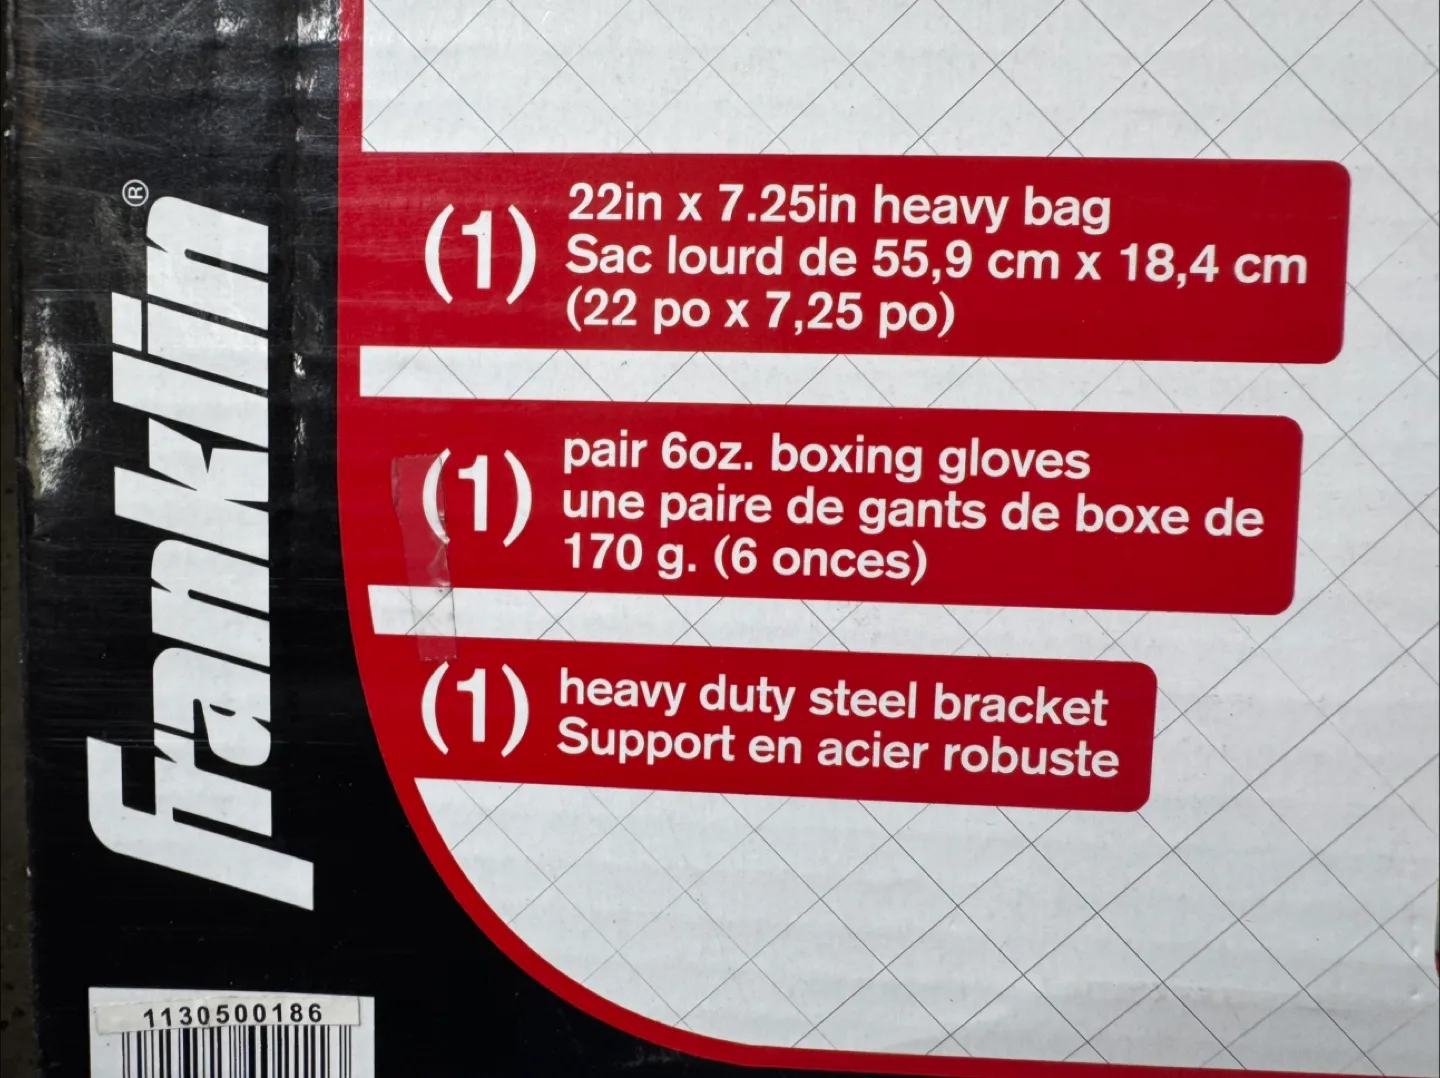 Franklin®
(1) 22in x 7.25in heavy bag
Sac lourd de 55,9 cm x 18,4 cm
(22 po x 7,25 po)
(1) pair 6oz. boxing gloves
une paire de gants de boxe de
170 g. (6 onces)
(1) heavy duty steel bracket
Support en acier robuste
1130500186